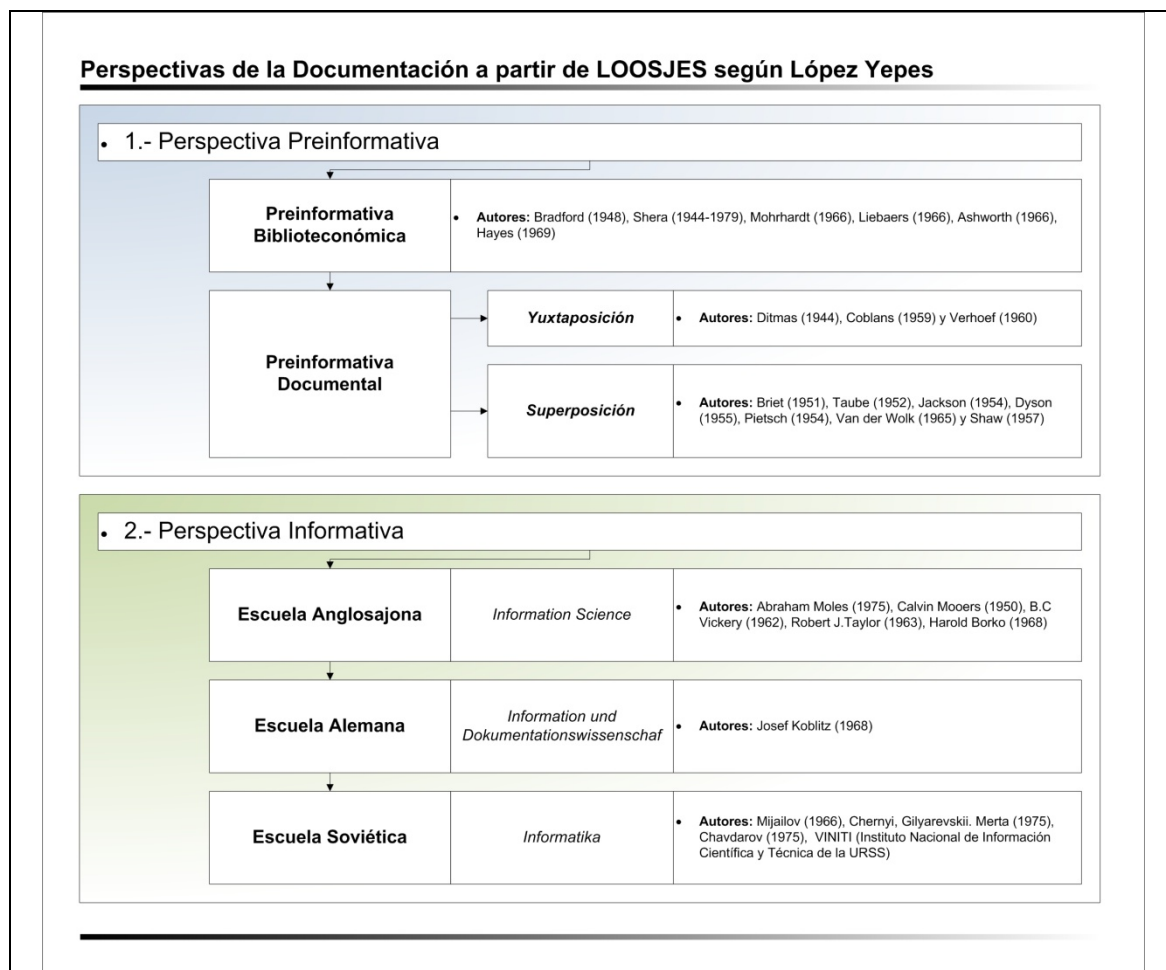 Perspectivas de la Documentación a partir de LOOSJES según López Yepes
• 1.- Perspectiva Preinformativa
Preinformativa
Biblioteconómica
• Autores: Bradford (1948), Shera (1944-1979), Mohrhardt (1966), Liebaers (1966), Ashworth (1966),
Hayes (1969)
Preinformativa
Documental
Yuxtaposición
• Autores: Ditmas (1944), Coblans (1959) y Verhoef (1960)
Superposición
• Autores: Briet (1951), Taube (1952), Jackson (1954), Dyson
(1955), Pietsch (1954), Van der Wolk (1965) y Shaw (1957)
• 2.- Perspectiva Informativa
Escuela Anglosajona
Information Science
• Autores: Abraham Moles (1975), Calvin Mooers (1950), B.C
Vickery (1962), Robert J.Taylor (1963), Harold Borko (1968)
Escuela Alemana
Information und
Dokumentationswissenschaf
• Autores: Josef Koblitz (1968)
Escuela Soviética
Informatika
• Autores: Mijailov (1966), Chernyi, Gilyarevskii. Merta (1975),
Chavdarov (1975), VINITI (Instituto Nacional de Información
Científica y Técnica de la URSS)